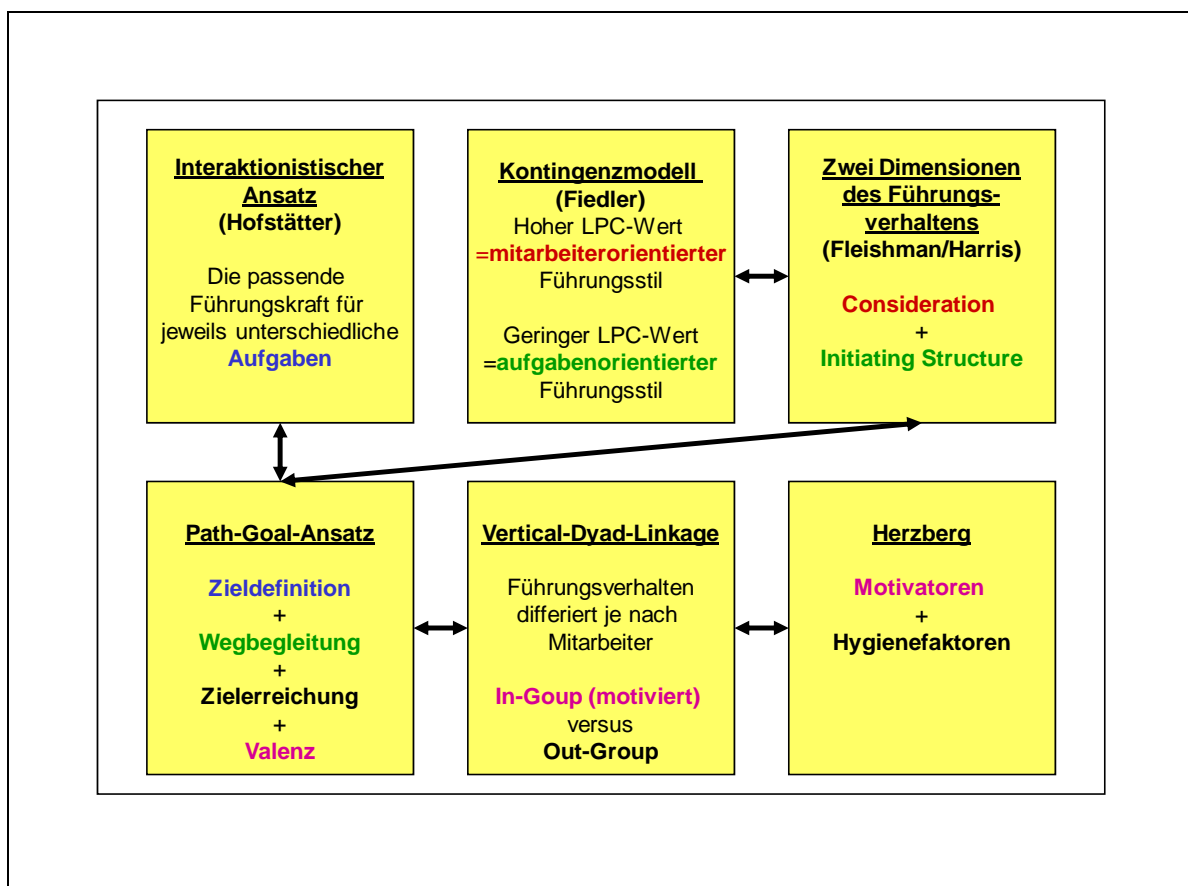 Interaktionistischer
Ansatz
(Hofstätter)
Die passende
Führungskraft für
jeweils unterschiedliche
Aufgaben
Kontingenzmodell
(Fiedler)
Hoher LPC-Wert
=mitarbeiterorientierter
Führungsstil
Geringer LPC-Wert
=aufgabenorientierter
Führungsstil
Zwei Dimensionen
des Führungs-
verhaltens
(Fleishman/Harris)
Consideration
+
Initiating Structure
Path-Goal-Ansatz
Zieldefinition
+
Wegbegleitung
+
Zielerreichung
+
Valenz
Vertical-Dyad-Linkage
Führungsverhalten
differiert je nach
Mitarbeiter
In-Goup (motiviert)
versus
Out-Group
Herzberg
Motivatoren
+
Hygienefaktoren